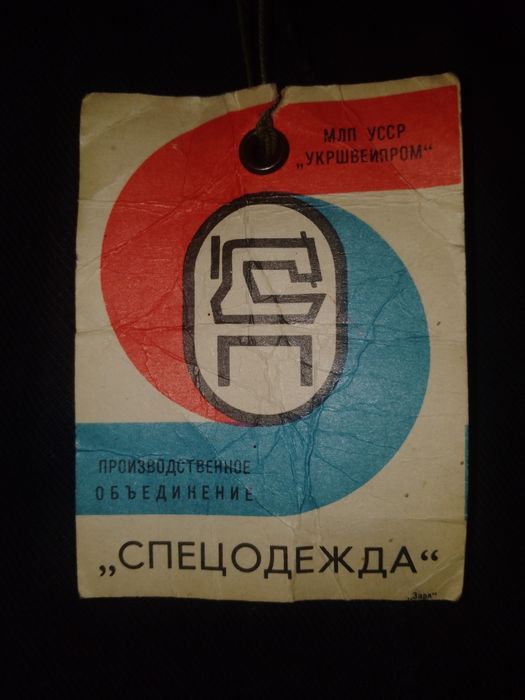 МЛП УССР
„УКРШВЕЙПРОМ“
ПРОИЗВОДСТВЕННОЕ
ОБЪЕДИНЕНИЕ
„СПЕЦОДЕЖДА“
„Заря“